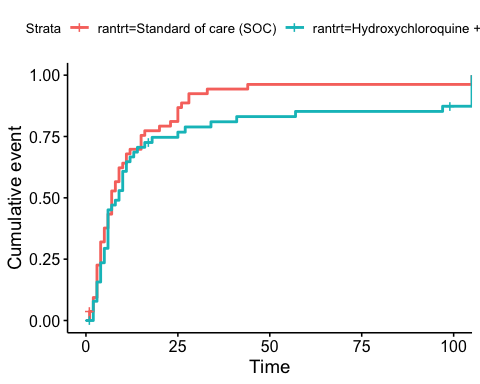 Strata rantrt=Standard of care (SOC) rantrt=Hydroxychloroquine +
1.00
0.75
0.50
0.25
0.00
Cumulative event
0 25 50 75 100
Time